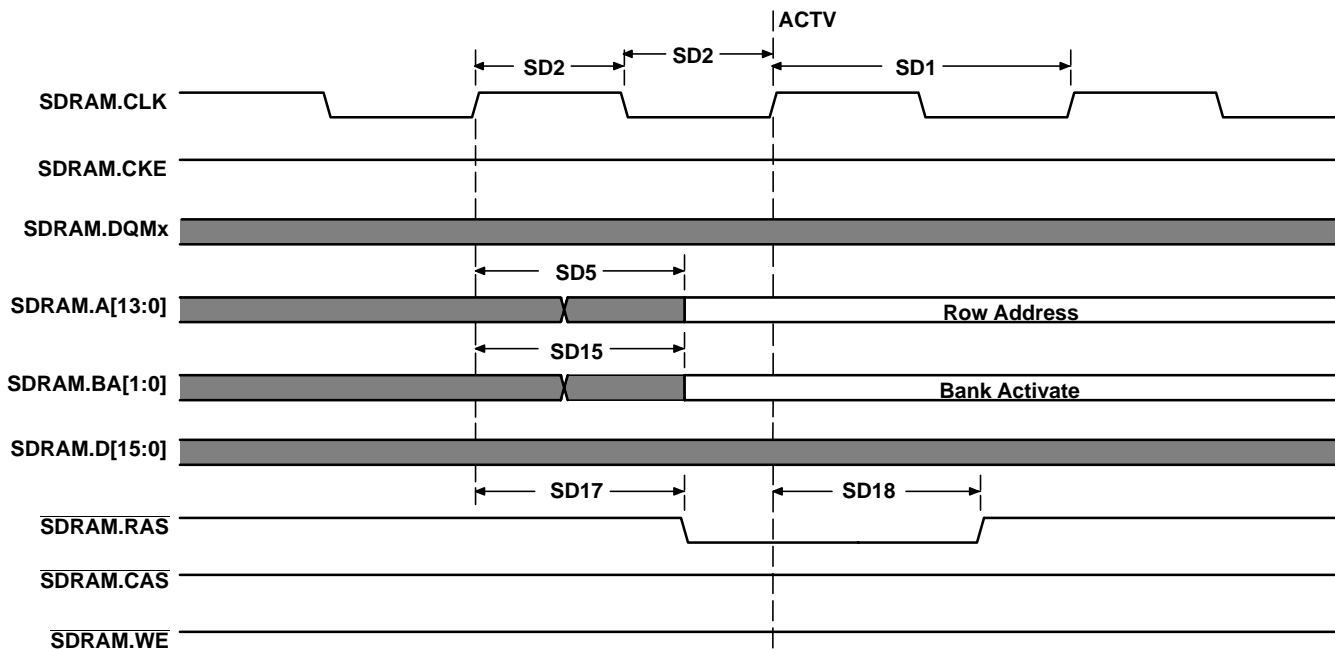 ACTV
SD2
SD2
SD1
SDRAM.CLK
SDRAM.CKE
SDRAM.DQMx
SD5
SDRAM.A[13:0]
Row Address
SD15
SDRAM.BA[1:0]
Bank Activate
SDRAM.D[15:0]
SD17
SD18
SDRAM.RAS
SDRAM.CAS
SDRAM.WE